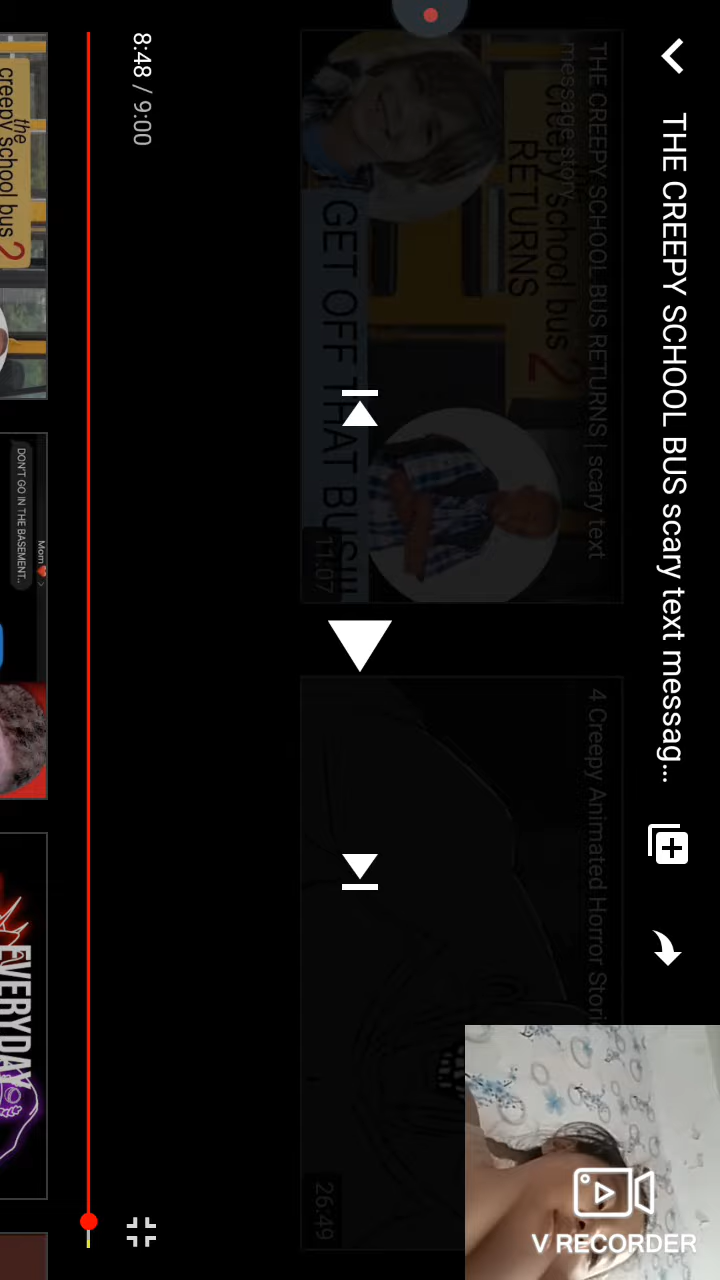 THE CREEPY SCHOOL BUS scary text messag...
THE CREEPY SCHOOL BUS RETURNS | scary text
message story
the
creepy school bus 2
RETURNS
GET OFF THAT BUS!!!
11:07
4 Creepy Animated Horror Stori
26:49
8:48 / 9:00
the
creepy school bus 2
Mom
DON'T GO IN THE BASEMENT..
EVERYDAY
V RECORDER